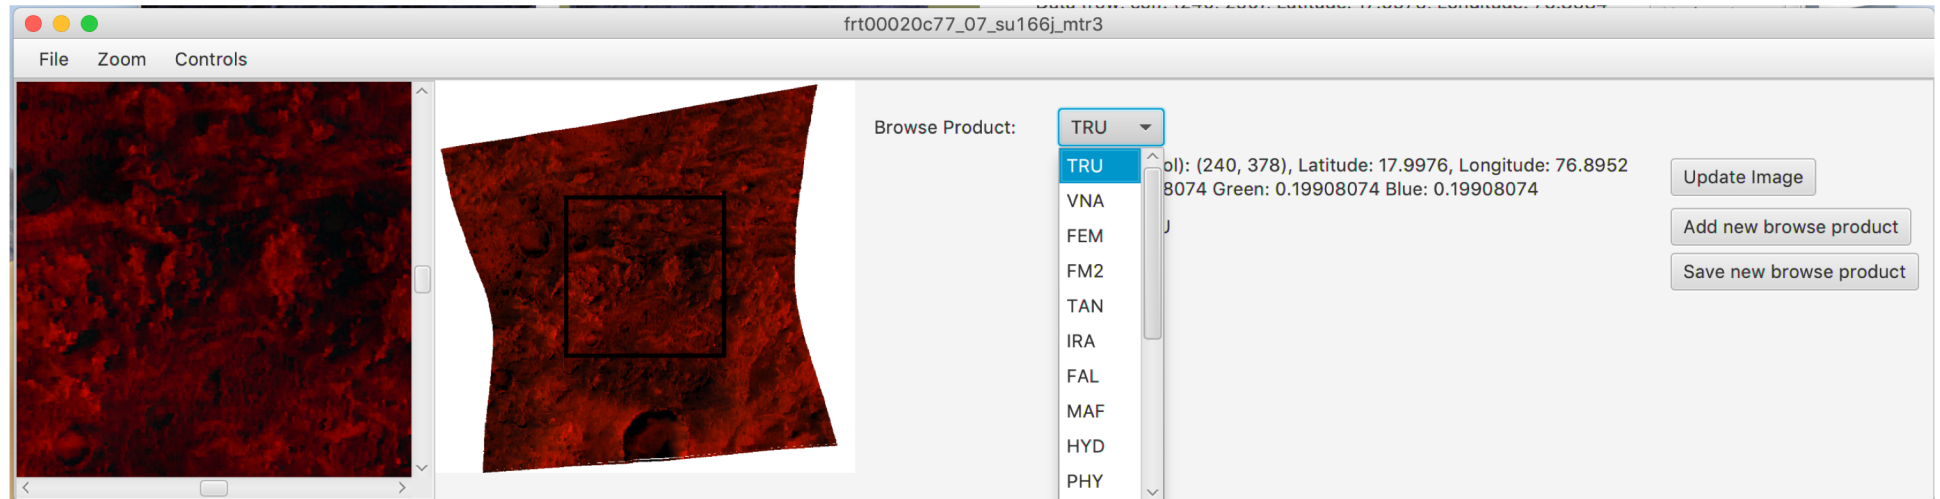 frt00020c77_07_su166j_mtr3
File Zoom Controls
Browse Product: TRU
TRU
ol): (240, 378), Latitude: 17.9976, Longitude: 76.8952
8074 Green: 0.19908074 Blue: 0.19908074
VNA
FEM
FM2
TAN
IRA
FAL
MAF
HYD
PHY
Update Image
Add new browse product
Save new browse product